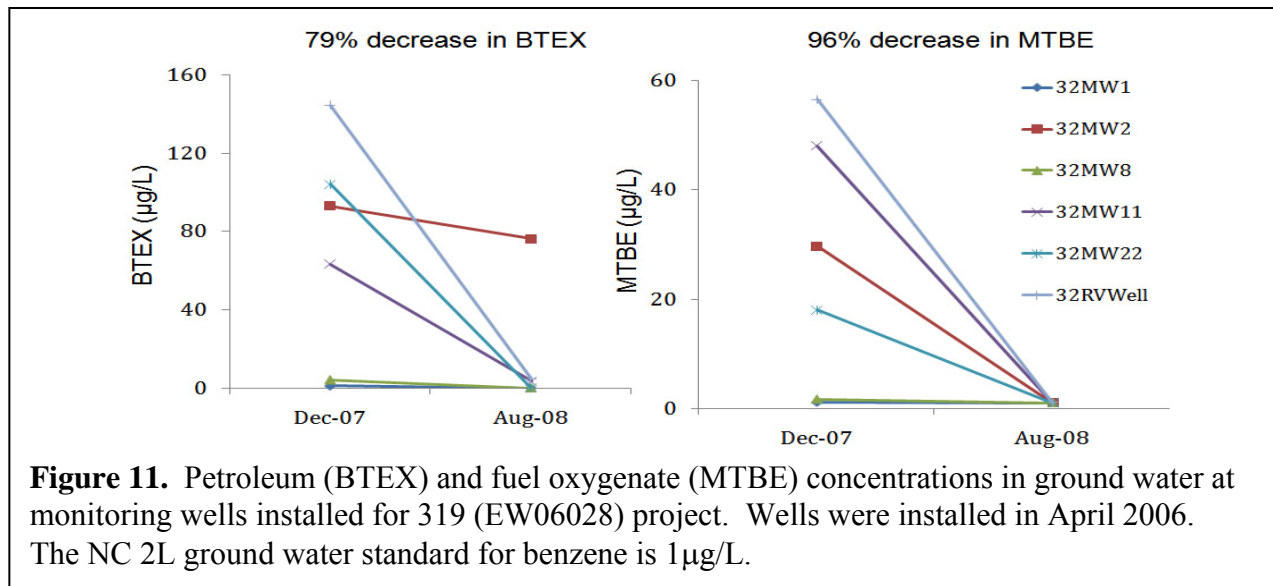 79% decrease in BTEX
160
120
80
40
0
BTEX (µg/L)
Dec-07 Aug-08
96% decrease in MTBE
60
40
20
0
MTBE (µg/L)
Dec-07 Aug-08
32MW1
32MW2
32MW8
32MW11
32MW22
32RVWell
Figure 11. Petroleum (BTEX) and fuel oxygenate (MTBE) concentrations in ground water at
monitoring wells installed for 319 (EW06028) project. Wells were installed in April 2006.
The NC 2L ground water standard for benzene is 1µg/L.